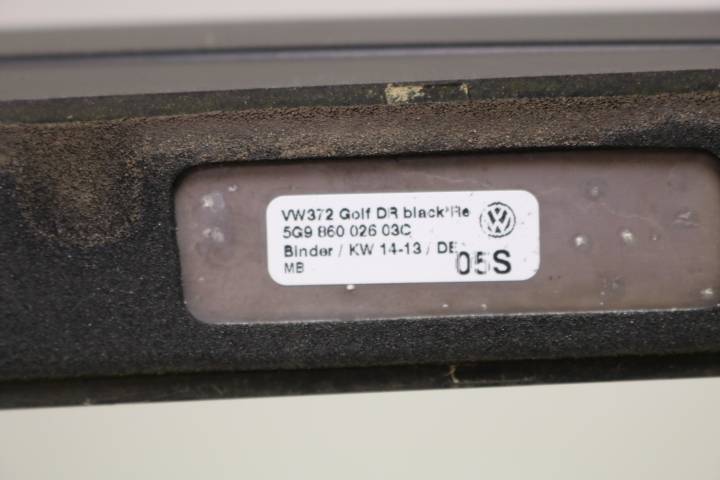 VW372 Golf DR black*Re
5G9 860 026 03C
Binder / KW 14-13 / DE
MB 05S